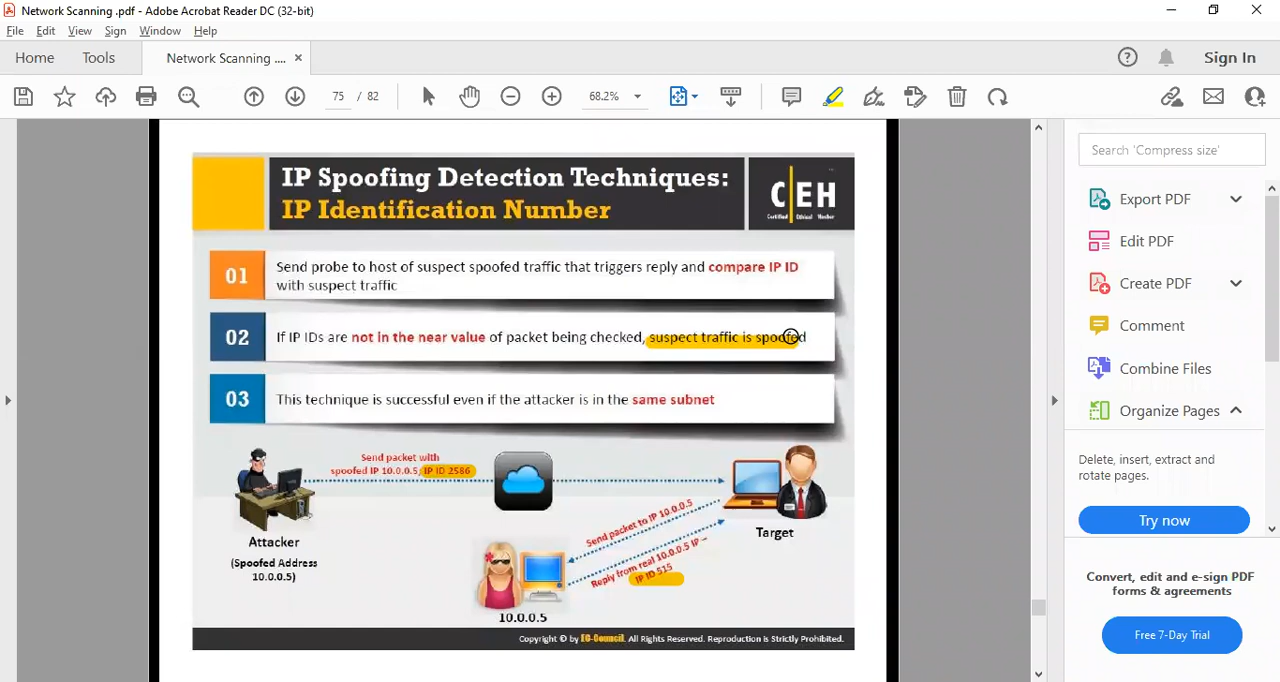 Network Scanning .pdf - Adobe Acrobat Reader DC (32-bit)
File Edit View Sign Window Help
Home Tools Network Scanning .... × Sign In
75 / 82 68.2%
IP Spoofing Detection Techniques:
IP Identification Number
CEH
Certified Ethical Hacker
01 Send probe to host of suspect spoofed traffic that triggers reply and compare IP ID
with suspect traffic
02 If IP IDs are not in the near value of packet being checked, suspect traffic is spoofed
03 This technique is successful even if the attacker is in the same subnet
Send packet with
spoofed IP 10.0.0.5; IP ID 2586
Attacker
(Spoofed Address
10.0.0.5)
Target
Send packet to IP 10.0.0.5
Reply from real 10.0.0.5 IP –
IP ID 515
10.0.0.5
Copyright © by EC-Council. All Rights Reserved. Reproduction is Strictly Prohibited.
Search 'Compress size'
Export PDF
Edit PDF
Create PDF
Comment
Combine Files
Organize Pages
Delete, insert, extract and
rotate pages.
Try now
Convert, edit and e-sign PDF
forms & agreements
Free 7-Day Trial